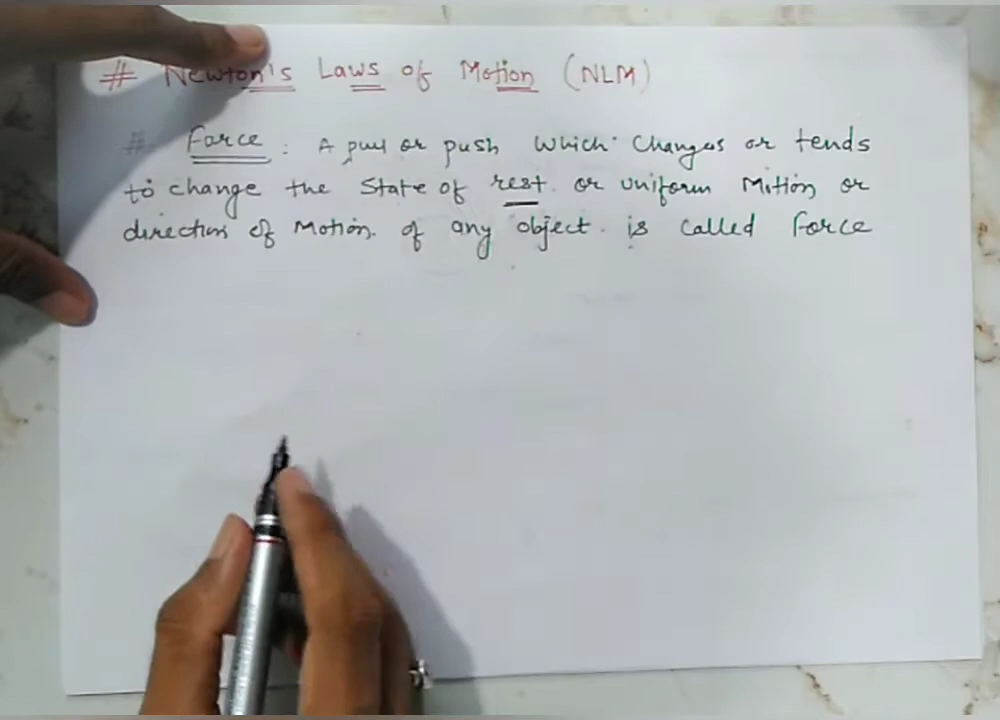 # Newton's Laws of Motion (NLM)
# Force : A pull or push which changes or tends
to change the state of rest or uniform Motion or
direction of Motion. of any object. is called force